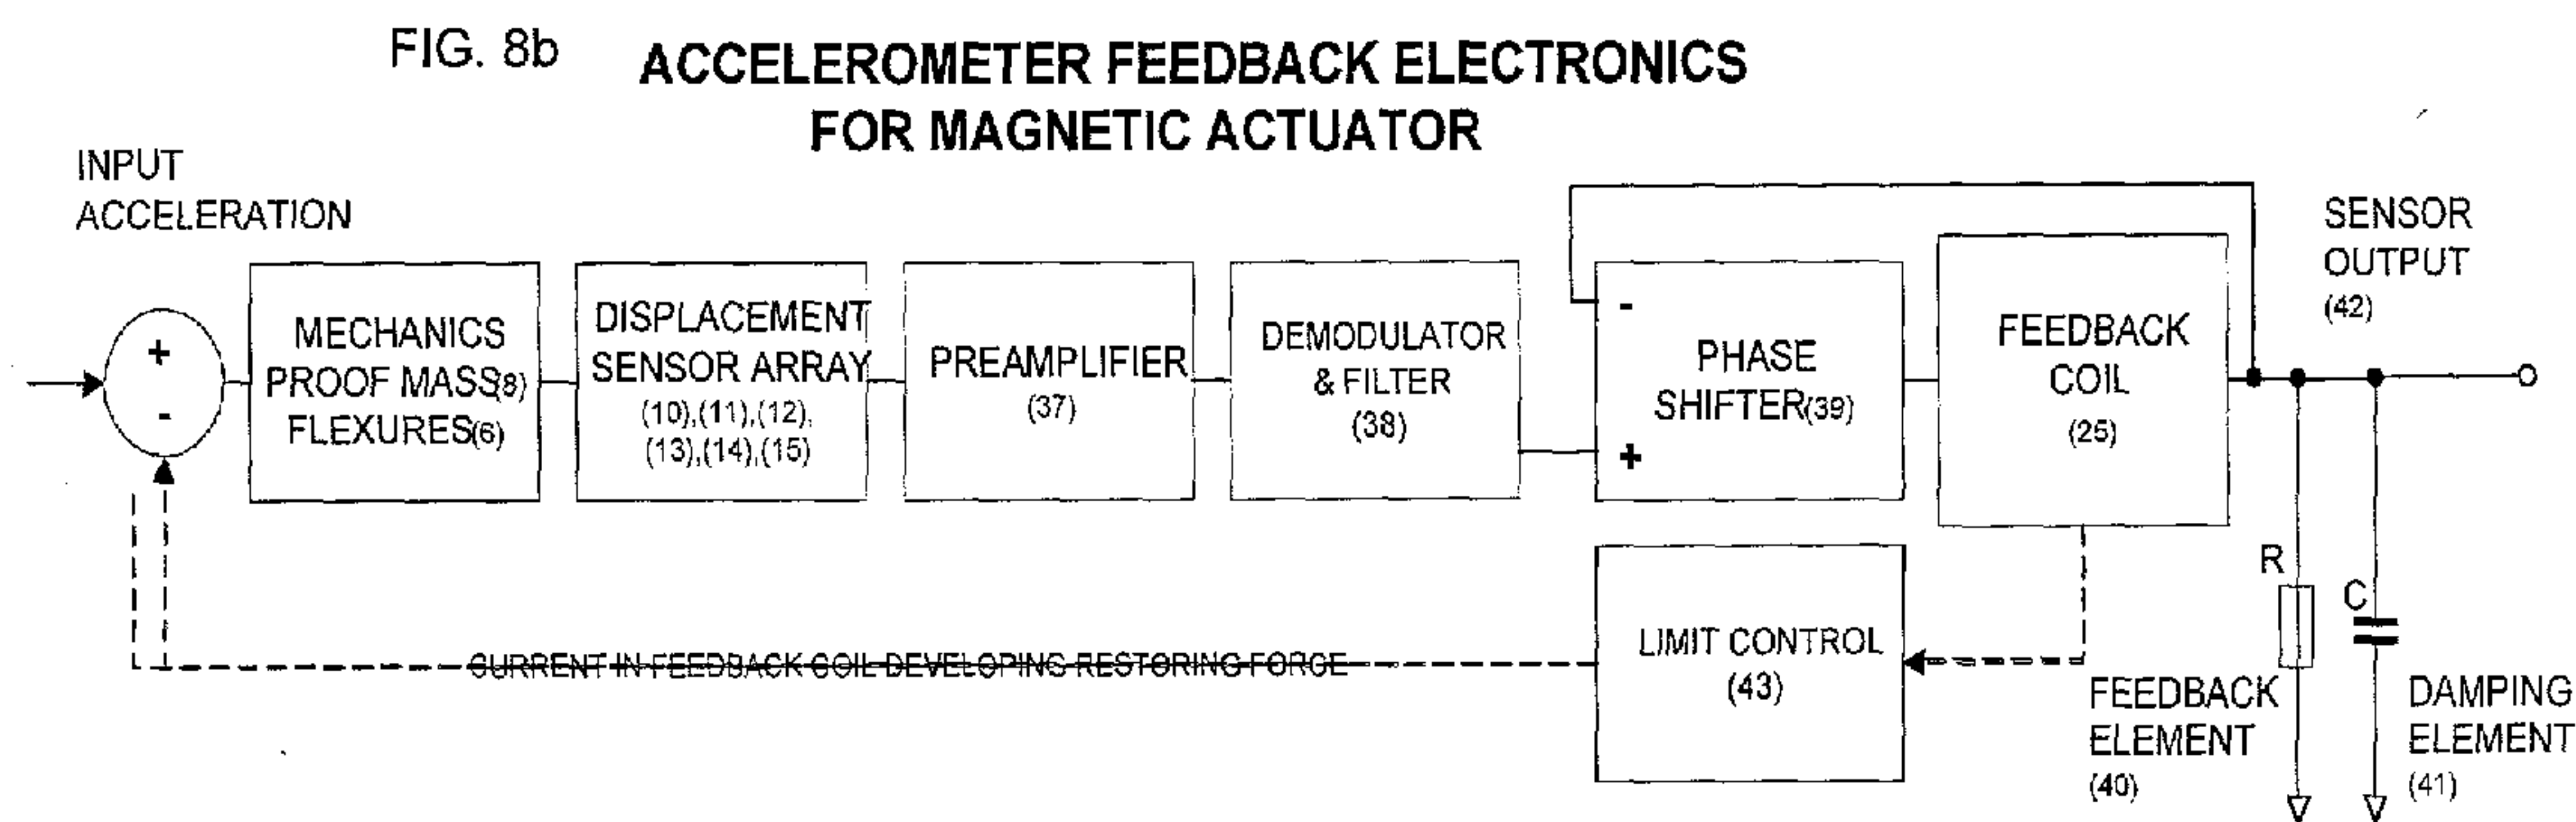 FIG. 8b
ACCELEROMETER FEEDBACK ELECTRONICS
FOR MAGNETIC ACTUATOR
INPUT
ACCELERATION
+
-
MECHANICS
PROOF MASS(8)
FLEXURES(6)
DISPLACEMENT
SENSOR ARRAY
(10),(11),(12),
(13),(14),(15)
PREAMPLIFIER
(37)
DEMODULATOR
& FILTER
(38)
-
+
PHASE
SHIFTER(39)
FEEDBACK
COIL
(25)
SENSOR
OUTPUT
(42)
CURRENT IN FEEDBACK COIL DEVELOPING RESTORING FORCE
LIMIT CONTROL
(43)
R
C
FEEDBACK
ELEMENT
(40)
DAMPING
ELEMENT
(41)